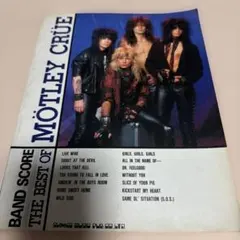 BAND SCORE
THE BEST OF
MÖTLEY CRÜE
LIVE WIRE
SHOUT AT THE DEVIL
LOOKS THAT KILL
TOO YOUNG TO FALL IN LOVE
SMOKIN' IN THE BOYS ROOM
HOME SWEET HOME
WILD SIDE
GIRLS, GIRLS, GIRLS
ALL IN THE NAME OF…
DR. FEELGOOD
WITHOUT YOU
SLICE OF YOUR PIE
KICKSTART MY HEART
SAME OL' SITUATION (S.O.S.)